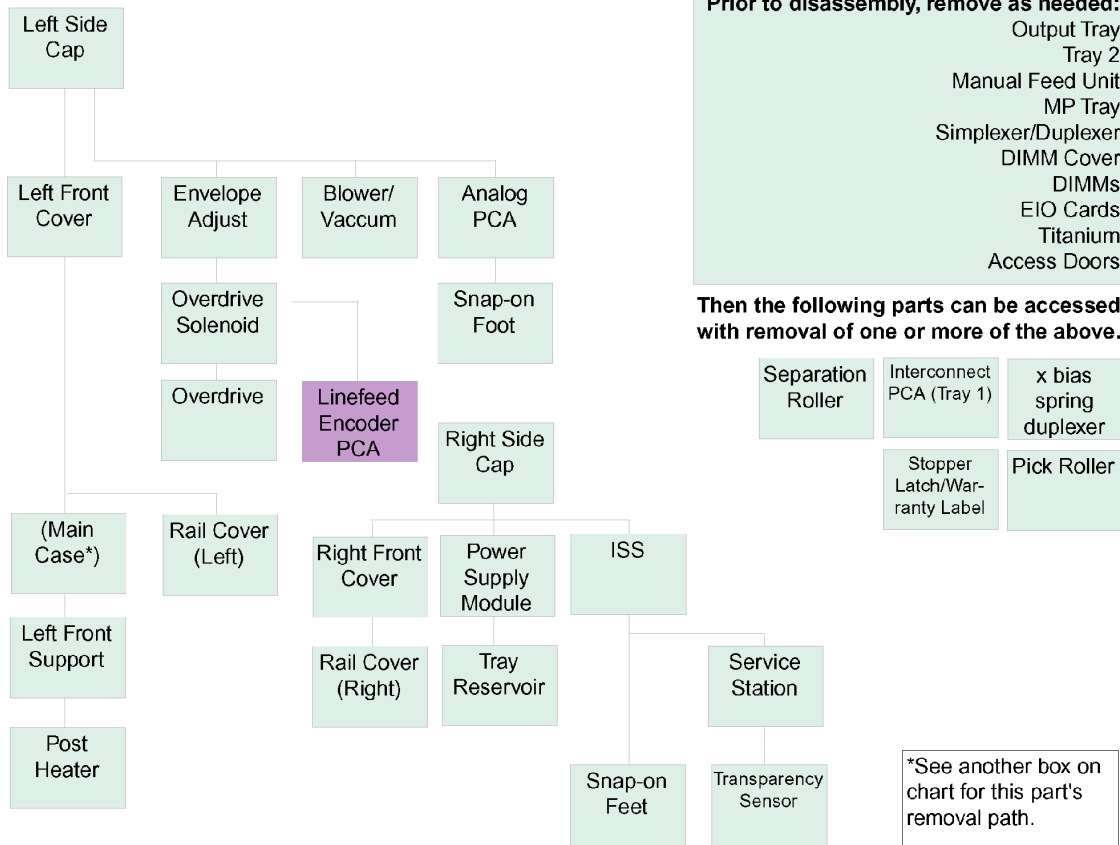 Left Side
Cap
Prior to disassembly, remove as needed:
Output Tray
Tray 2
Manual Feed Unit
MP Tray
Simplexer/Duplexer
DIMM Cover
DIMMs
EIO Cards
Titanium
Access Doors
Left Front
Cover
Envelope
Adjust
Blower/
Vaccum
Analog
PCA
Overdrive
Solenoid
Snap-on
Foot
Then the following parts can be accessed
with removal of one or more of the above.
Overdrive
Linefeed
Encoder
PCA
Separation
Roller
Interconnect
PCA (Tray 1)
x bias
spring
duplexer
Right Side
Cap
Stopper
Latch/War-
ranty Label
Pick Roller
(Main
Case*)
Rail Cover
(Left)
Right Front
Cover
Power
Supply
Module
ISS
Left Front
Support
Rail Cover
(Right)
Tray
Reservoir
Service
Station
Post
Heater
Snap-on
Feet
Transparency
Sensor
*See another box on
chart for this part's
removal path.